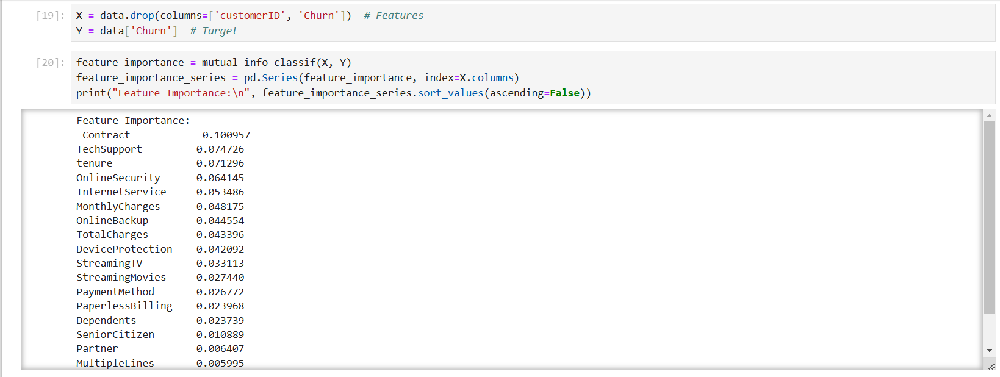 [19]: X = data.drop(columns=['customerID', 'Churn'])  # Features
Y = data['Churn']  # Target
[20]: feature_importance = mutual_info_classif(X, Y)
feature_importance_series = pd.Series(feature_importance, index=X.columns)
print("Feature Importance:\n", feature_importance_series.sort_values(ascending=False))
Feature Importance:
 Contract            0.100957
TechSupport         0.074726
tenure              0.071296
OnlineSecurity      0.064145
InternetService     0.053486
MonthlyCharges      0.048175
OnlineBackup        0.044554
TotalCharges        0.043396
DeviceProtection    0.042092
StreamingTV         0.033113
StreamingMovies     0.027440
PaymentMethod       0.026772
PaperlessBilling    0.023968
Dependents          0.023739
SeniorCitizen       0.010889
Partner             0.006407
MultipleLines       0.005995